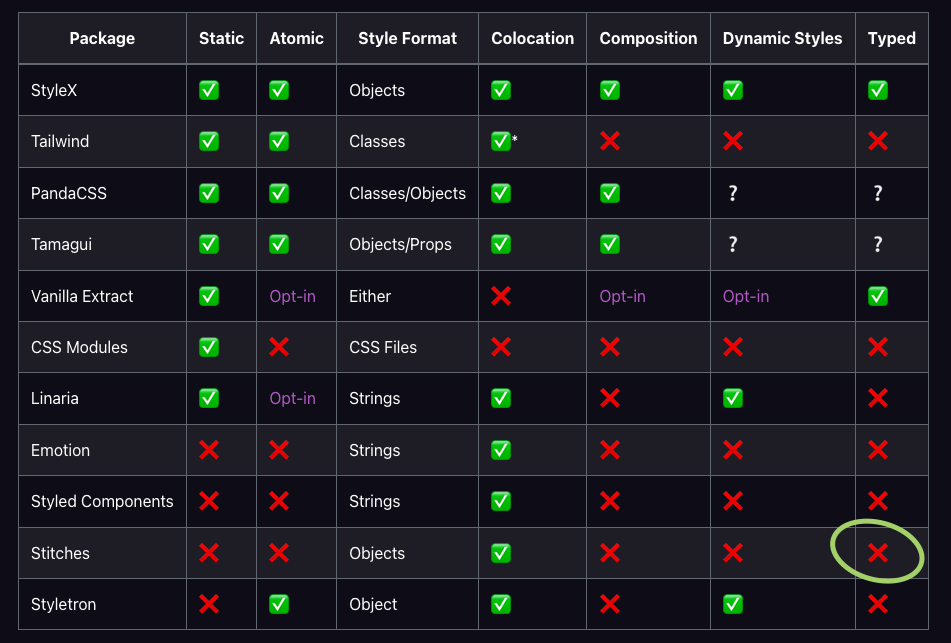 Package Static Atomic Style Format Colocation Composition Dynamic Styles Typed
StyleX ✅ ✅ Objects ✅ ✅ ✅ ✅
Tailwind ✅ ✅ Classes ✅* ❌ ❌ ❌
PandaCSS ✅ ✅ Classes/Objects ✅ ✅ ? ?
Tamagui ✅ ✅ Objects/Props ✅ ✅ ? ?
Vanilla Extract ✅ Opt-in Either ❌ Opt-in Opt-in ✅
CSS Modules ✅ ❌ CSS Files ❌ ❌ ❌ ❌
Linaria ✅ Opt-in Strings ✅ ❌ ✅ ❌
Emotion ❌ ❌ Strings ✅ ❌ ❌ ❌
Styled Components ❌ ❌ Strings ✅ ❌ ❌ ❌
Stitches ❌ ❌ Objects ✅ ❌ ❌ ❌
Styletron ❌ ✅ Object ✅ ❌ ✅ ❌